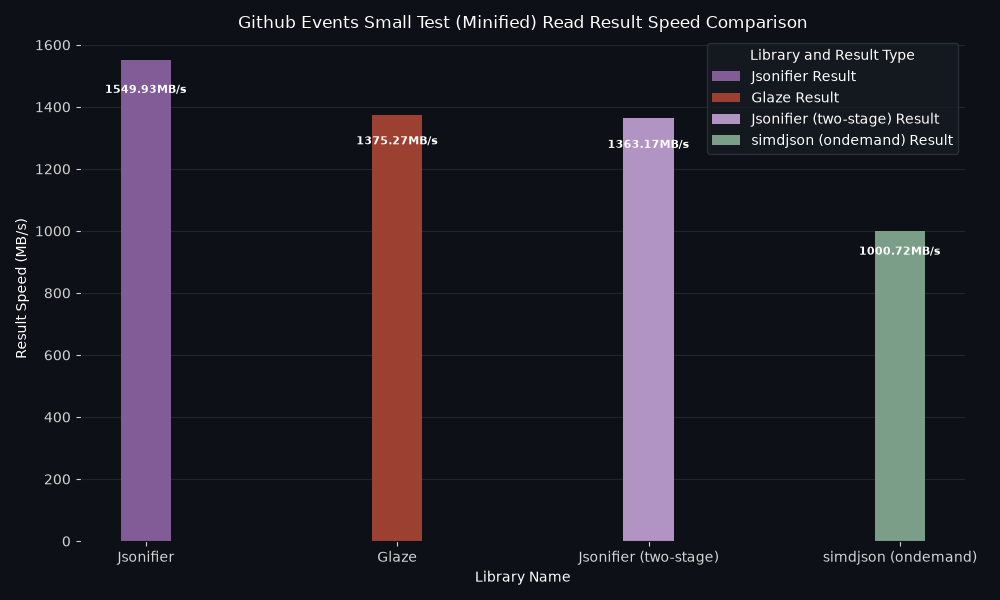 Github Events Small Test (Minified) Read Result Speed Comparison
Library and Result Type
Jsonifier Result
Glaze Result
Jsonifier (two-stage) Result
simdjson (ondemand) Result
Result Speed (MB/s)
1600
1400
1200
1000
800
600
400
200
0
1549.93MB/s
1375.27MB/s
1363.17MB/s
1000.72MB/s
Jsonifier
Glaze
Jsonifier (two-stage)
simdjson (ondemand)
Library Name